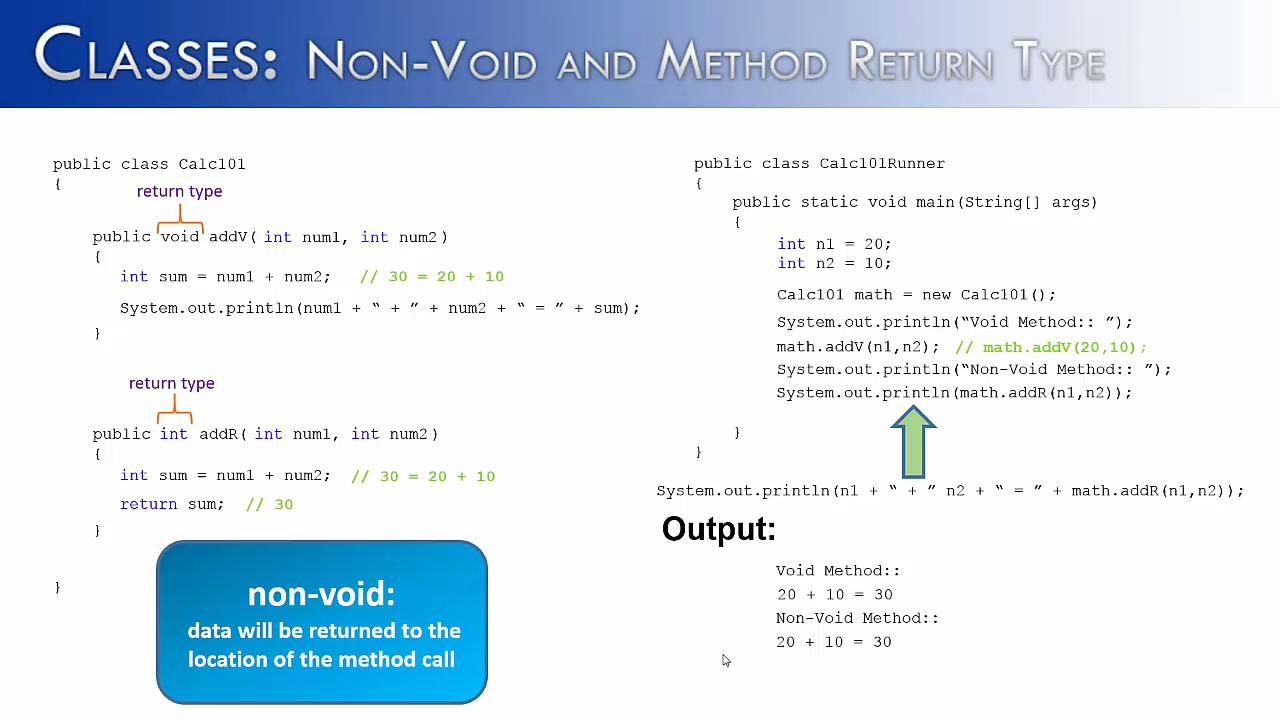 CLASSES: NON-VOID AND METHOD RETURN TYPE
public class Calc101
{
return type
public void addV( int num1, int num2 )
{
int sum = num1 + num2; // 30 = 20 + 10
System.out.println(num1 + “ + ” + num2 + “ = ” + sum);
}
return type
public int addR( int num1, int num2 )
{
int sum = num1 + num2; // 30 = 20 + 10
return sum; // 30
}
}
non-void:
data will be returned to the
location of the method call
public class Calc101Runner
{
public static void main(String[] args)
{
int n1 = 20;
int n2 = 10;
Calc101 math = new Calc101();
System.out.println(“Void Method:: ”);
math.addV(n1,n2); // math.addV(20,10);
System.out.println(“Non-Void Method:: ”);
System.out.println(math.addR(n1,n2));
}
}
System.out.println(n1 + “ + ” n2 + “ = ” + math.addR(n1,n2));
Output:
Void Method::
20 + 10 = 30
Non-Void Method::
20 + 10 = 30